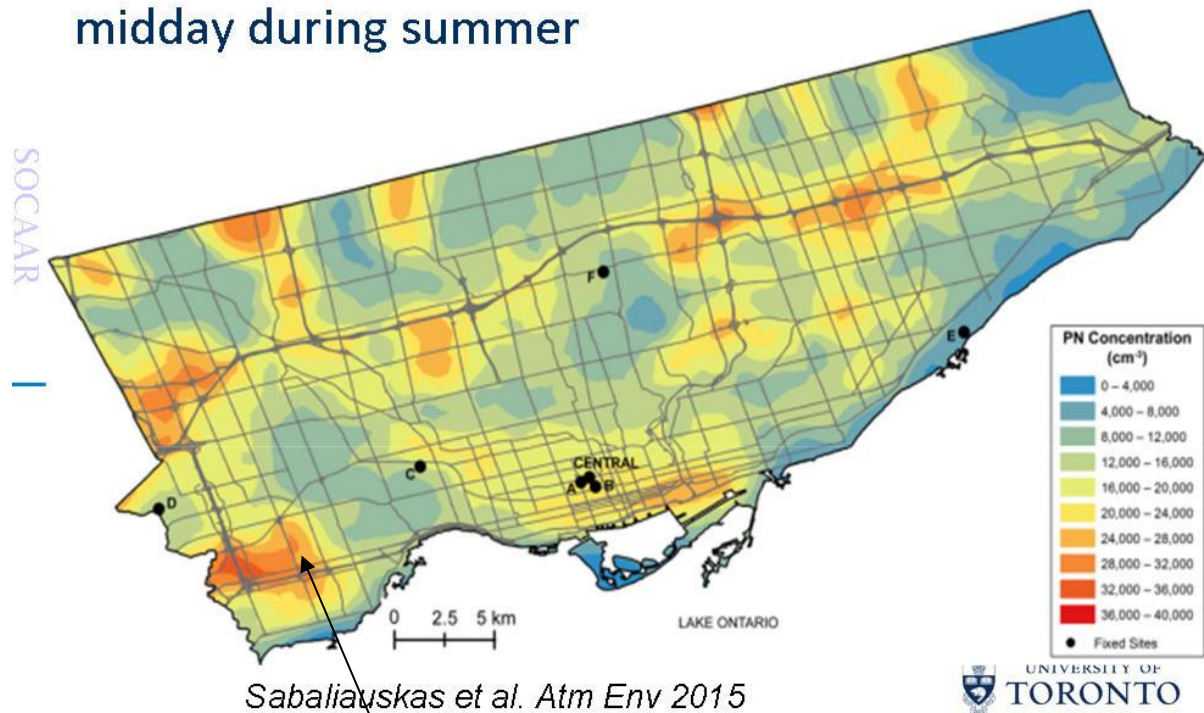 midday during summer
SOCAAR
F
E
C
CENTRAL
A
B
D
0 2.5 5 km
LAKE ONTARIO
PN Concentration
(cm⁻³)
0 – 4,000
4,000 – 8,000
8,000 – 12,000
12,000 – 16,000
16,000 – 20,000
20,000 – 24,000
24,000 – 28,000
28,000 – 32,000
32,000 – 36,000
36,000 – 40,000
Fixed Sites
Sabaliauskas et al. Atm Env 2015
UNIVERSITY OF
TORONTO